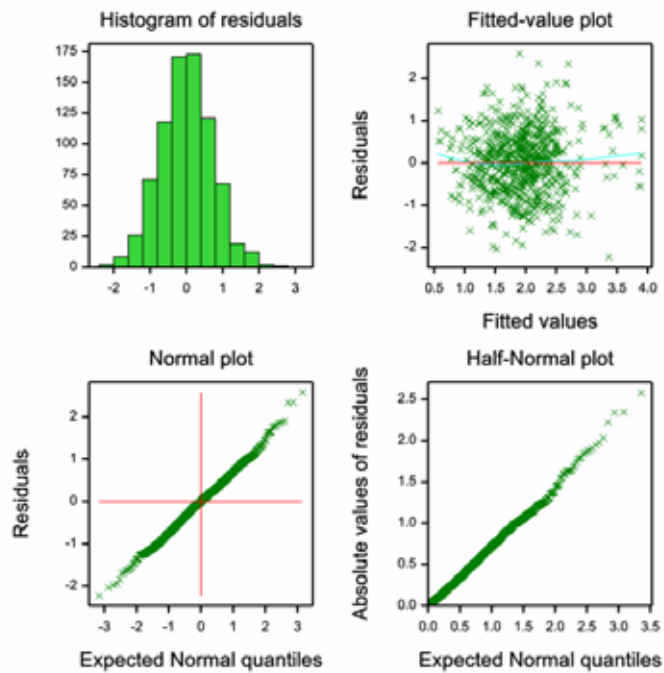 Histogram of residuals
175
150
125
100
75
50
25
0
-2 -1 0 1 2 3
Fitted-value plot
Residuals
2
1
0
-1
-2
0.5 1.0 1.5 2.0 2.5 3.0 3.5 4.0
Fitted values
Normal plot
Residuals
2
1
0
-1
-2
-3 -2 -1 0 1 2 3
Expected Normal quantiles
Half-Normal plot
Absolute values of residuals
2.5
2.0
1.5
1.0
0.5
0.0
0.0 0.5 1.0 1.5 2.0 2.5 3.0 3.5
Expected Normal quantiles